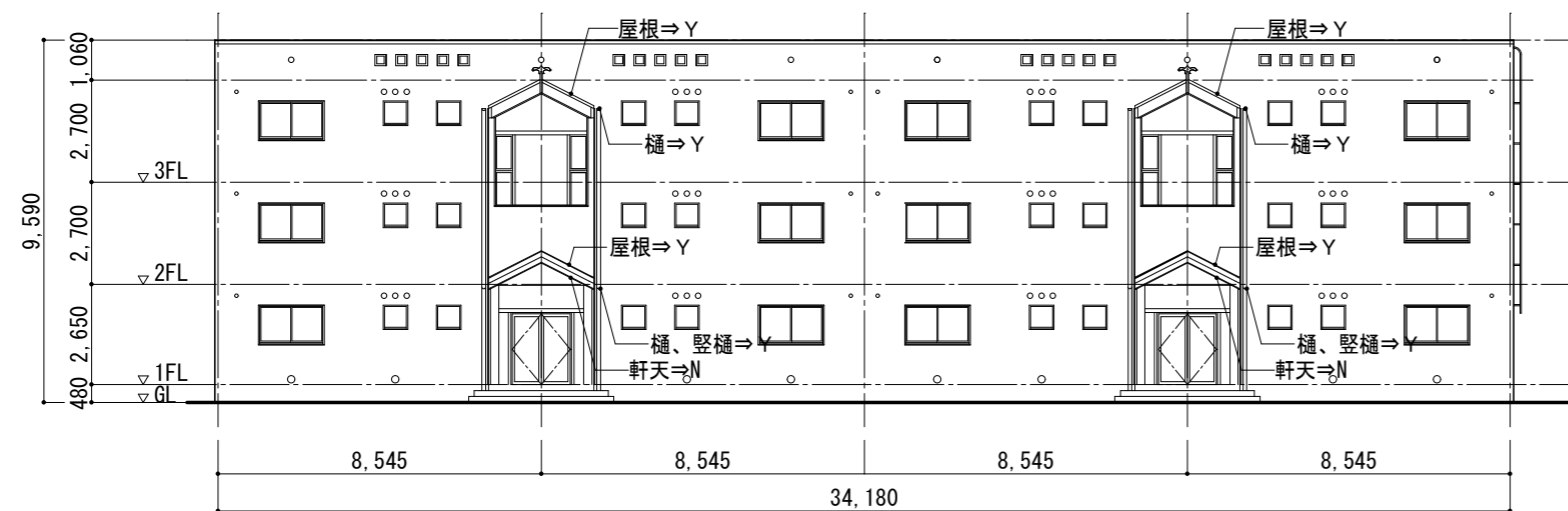 屋根⇒Y
屋根⇒Y
1,060
樋⇒Y
樋⇒Y
2,700
▽ 3FL
9,590
2,700
屋根⇒Y
屋根⇒Y
▽ 2FL
2,650
樋、竪樋⇒Y
樋、竪樋⇒Y
軒天⇒N
軒天⇒N
▽ 1FL
480
▽ GL
8,545
8,545
8,545
8,545
34,180